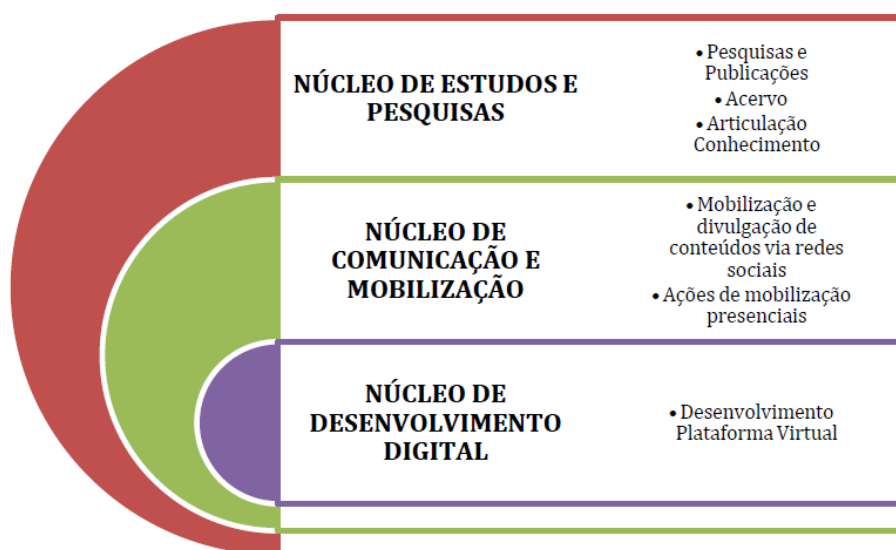 NÚCLEO DE ESTUDOS E
PESQUISAS
• Pesquisas e
Publicações
• Acervo
• Articulação
Conhecimento
NÚCLEO DE
COMUNICAÇÃO E
MOBILIZAÇÃO
• Mobilização e
divulgação de
conteúdos via redes
sociais
• Ações de mobilização
presenciais
NÚCLEO DE
DESENVOLVIMENTO
DIGITAL
• Desenvolvimento
Plataforma Virtual